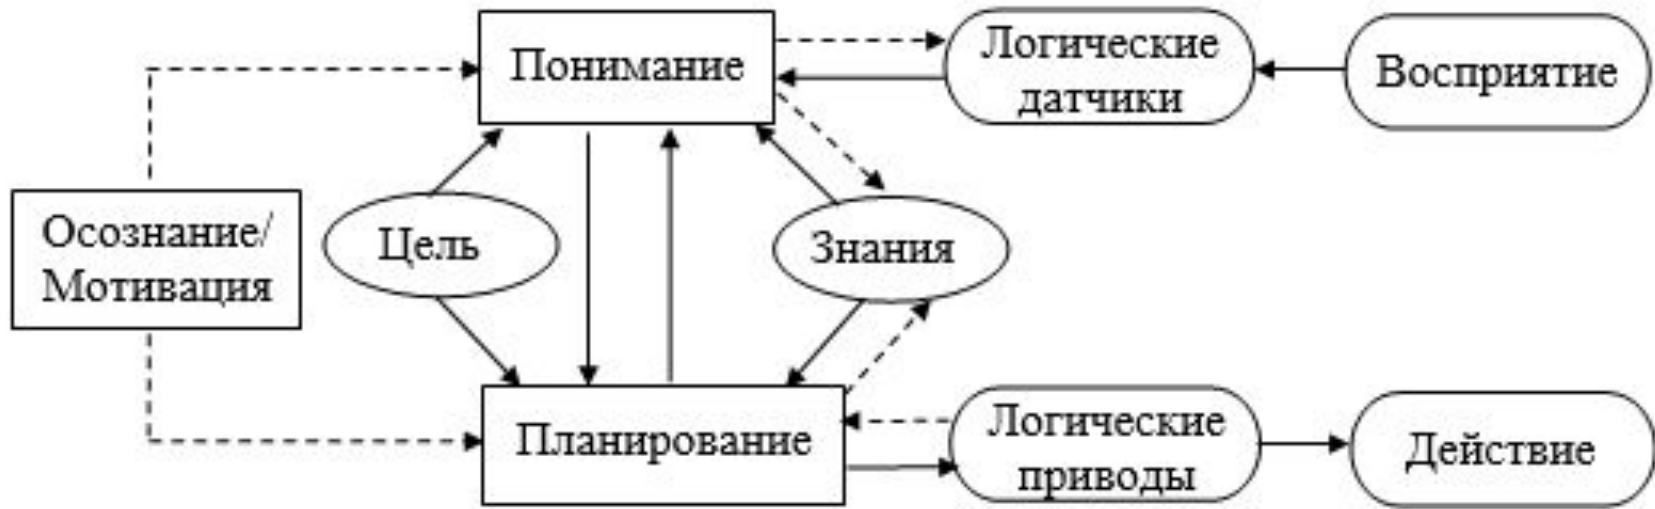 Понимание
Логические
датчики
Восприятие
Осознание/
Мотивация
Цель
Знания
Планирование
Логические
приводы
Действие